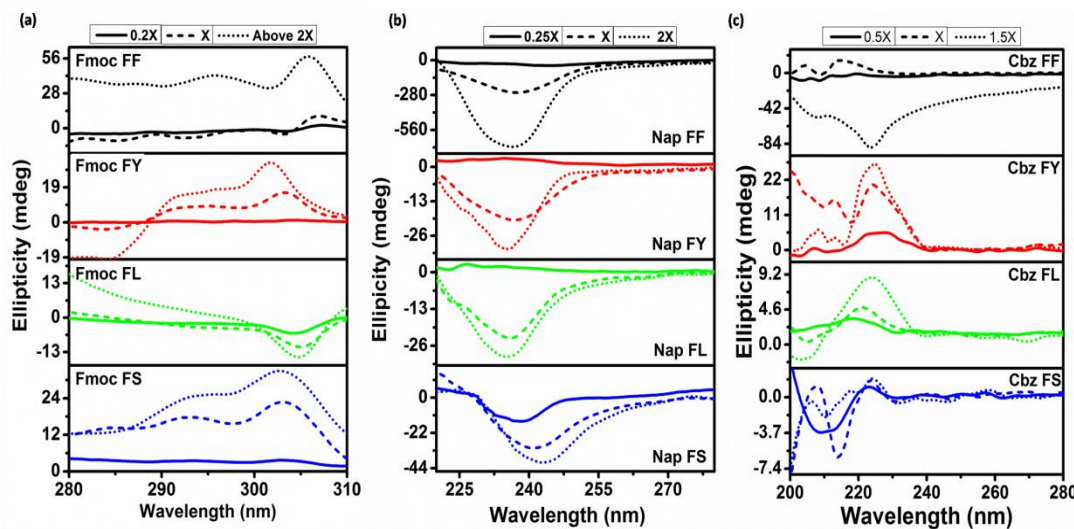 (a)
0.2X X Above 2X
Fmoc FF
56
28
0
Fmoc FY
19
0
-19
Fmoc FL
13
0
-13
Fmoc FS
24
12
0
280 290 300 310
Wavelength (nm)
Ellipticity (mdeg)
(b)
0.25X X 2X
0
-280
-560
Nap FF
0
-26
Nap FY
0
-13
-26
Nap FL
0
-44
Nap FS
225 240 255 270
Wavelength (nm)
Ellipicity (mdeg)
(c)
0.5X X 1.5X
Cbz FF
0
-42
-84
Cbz FY
22
11
0
Cbz FL
9.2
4.6
0.0
Cbz FS
0.0
-3.7
-7.4
200 220 240 260 280
Wavelength (nm)
Ellipticity (mdeg)